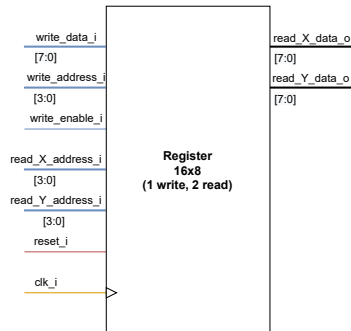 write_data_i
[7:0]
write_address_i
[3:0]
write_enable_i
read_X_address_i
[3:0]
read_Y_address_i
[3:0]
reset_i
clk_i
Register
16x8
(1 write, 2 read)
read_X_data_o
[7:0]
read_Y_data_o
[7:0]